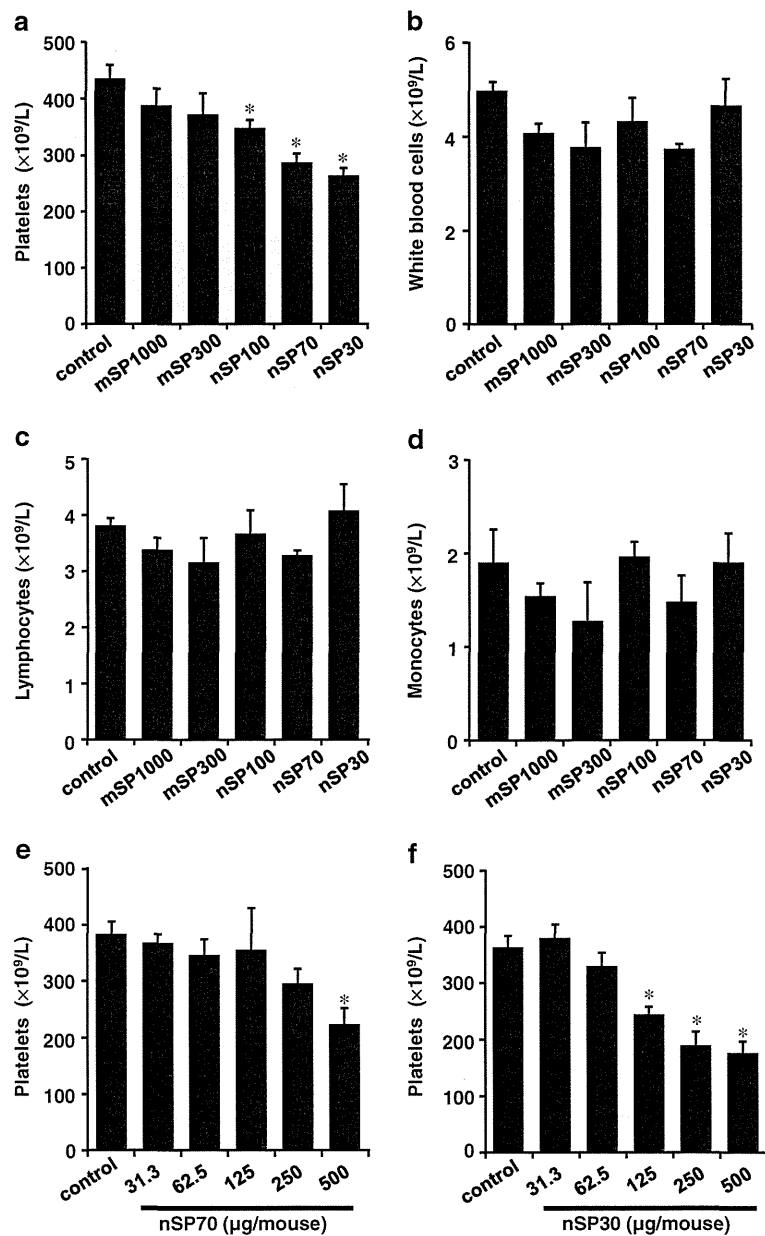 a
Platelets (×10⁹/L)
500
400
300
200
100
0
* * *
control mSP1000 mSP300 nSP100 nSP70 nSP30
b
White blood cells (×10⁹/L)
6
4
2
0
control mSP1000 mSP300 nSP100 nSP70 nSP30
c
Lymphocytes (×10⁹/L)
5
4
3
2
1
0
control mSP1000 mSP300 nSP100 nSP70 nSP30
d
Monocytes (×10⁹/L)
3
2
1
0
control mSP1000 mSP300 nSP100 nSP70 nSP30
e
Platelets (×10⁹/L)
500
400
300
200
100
0
*
control 31.3 62.5 125 250 500
nSP70 (µg/mouse)
f
Platelets (×10⁹/L)
500
400
300
200
100
0
* * *
control 31.3 62.5 125 250 500
nSP30 (µg/mouse)